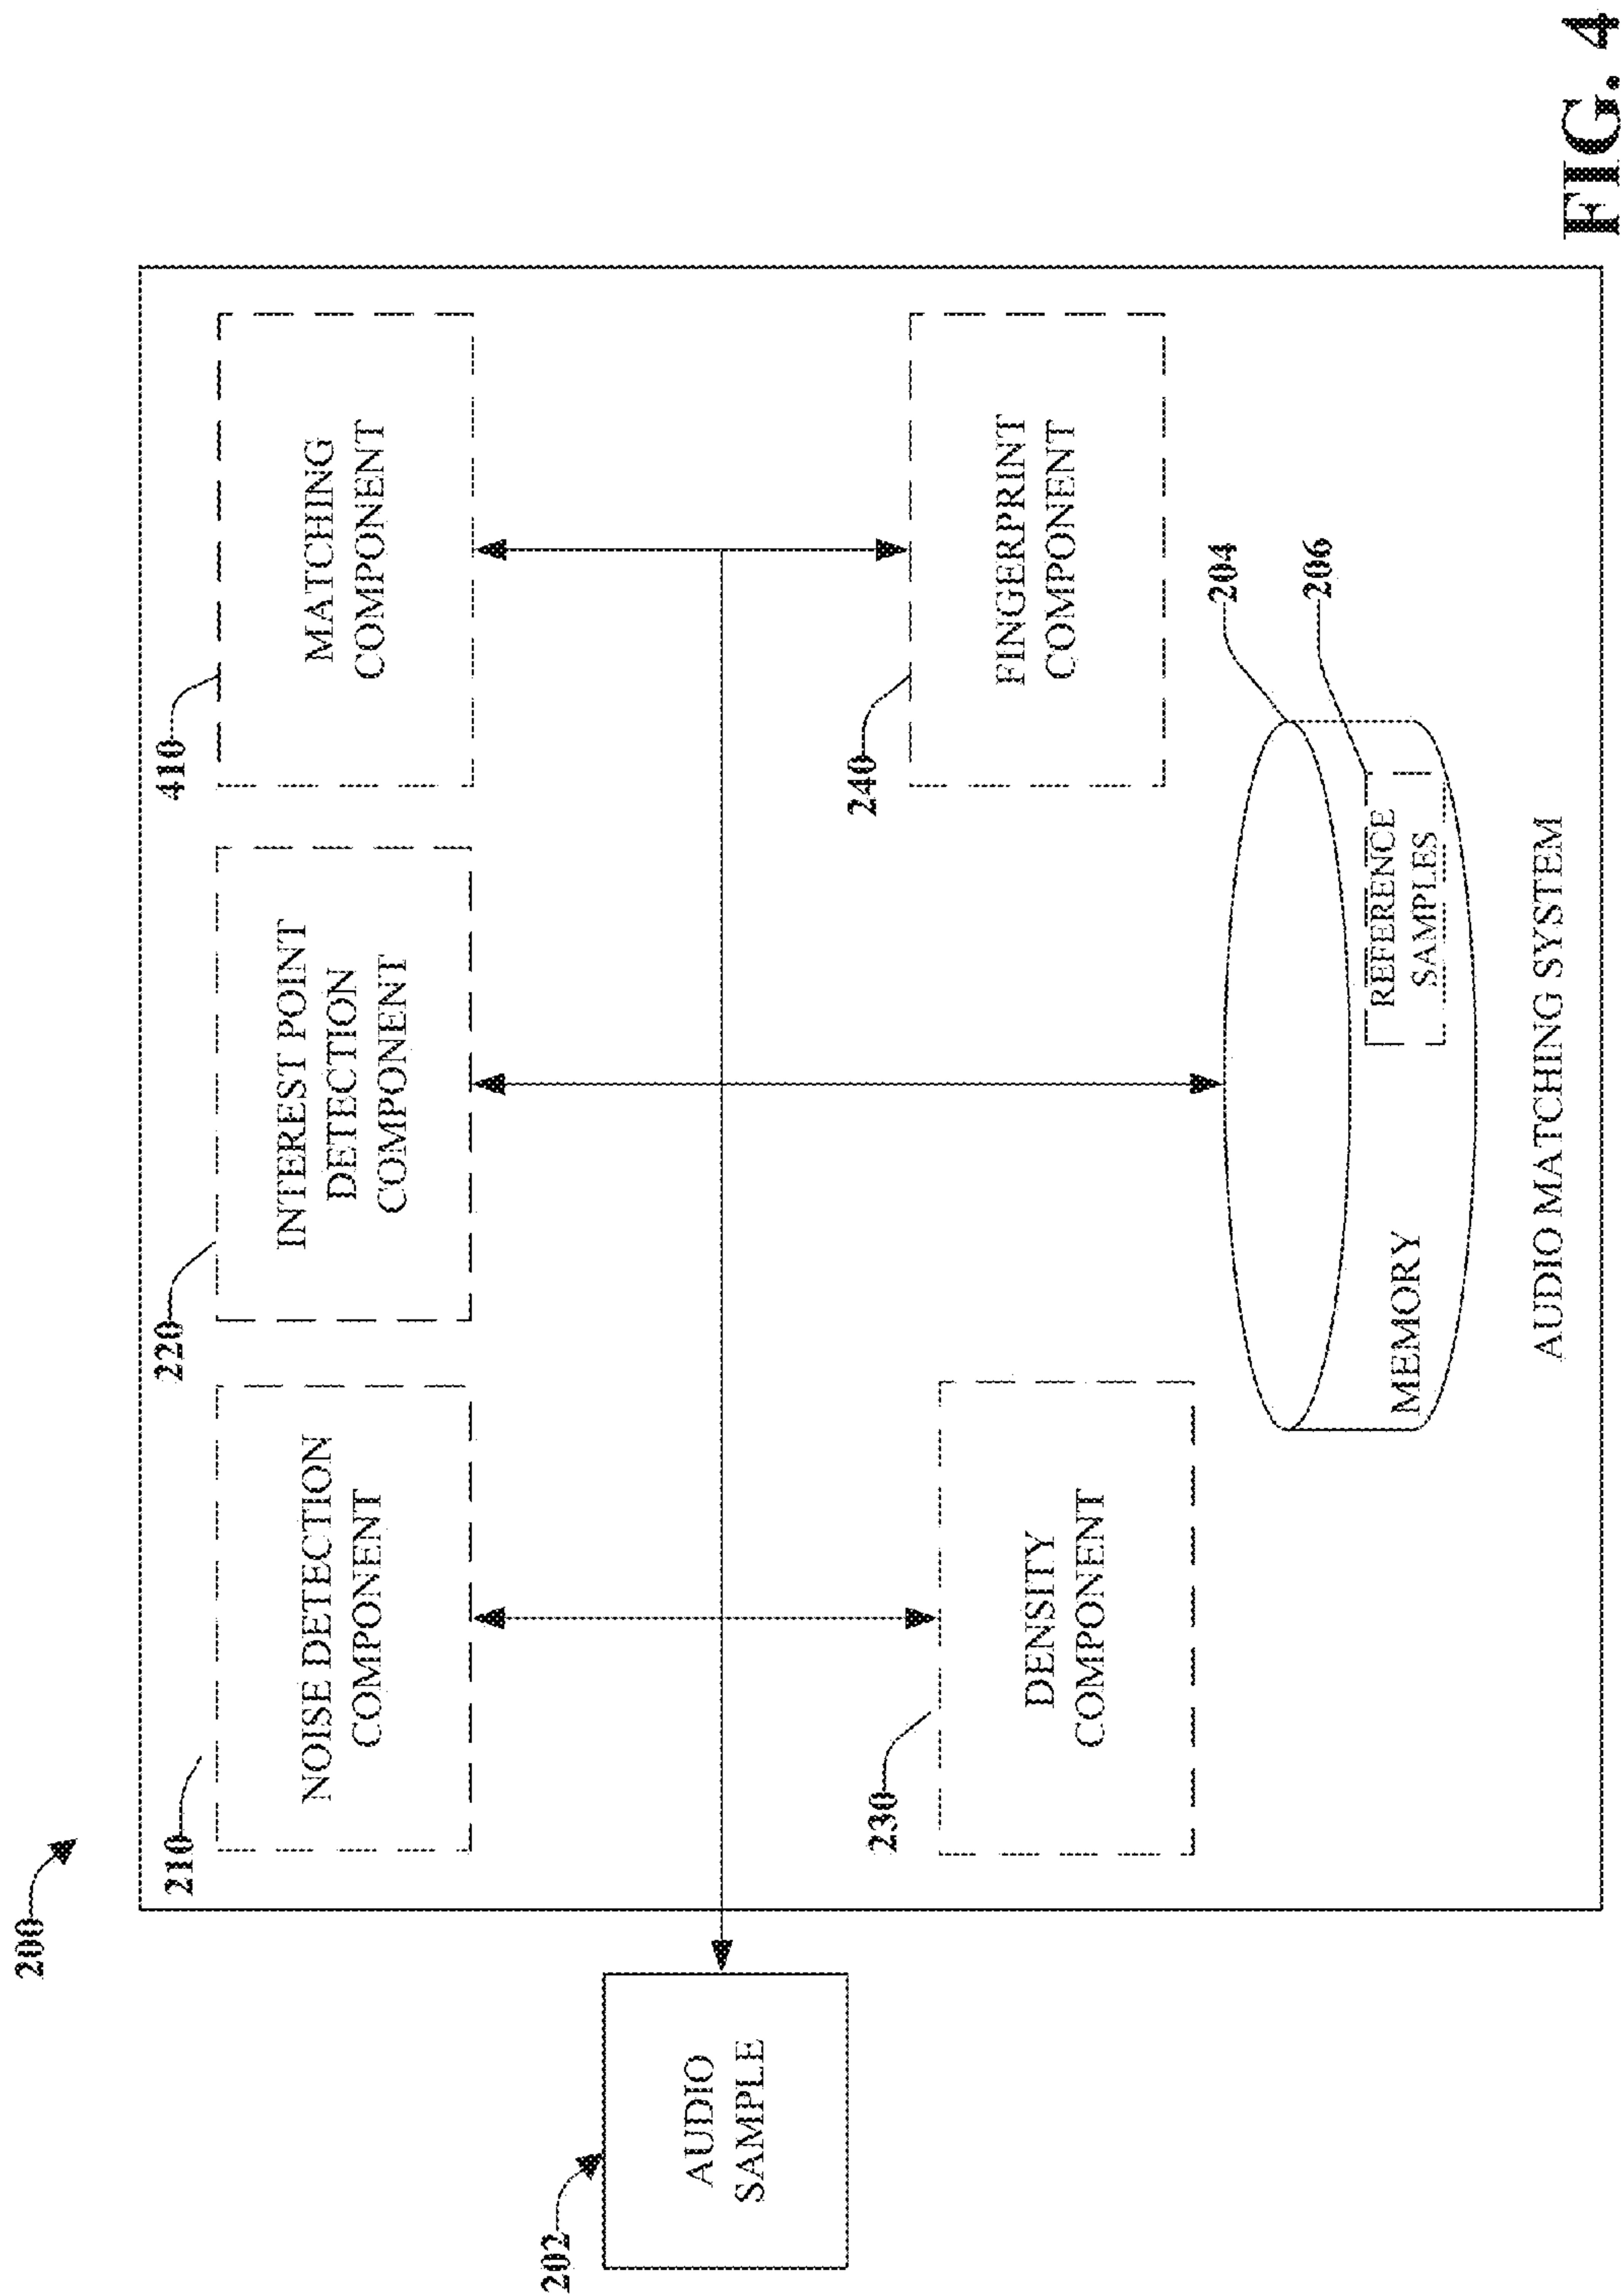 200
210
NOISE DETECTION
COMPONENT
220
INTEREST POINT
DETECTION
COMPONENT
410
MATCHING
COMPONENT
202
AUDIO
SAMPLE
230
DENSITY
COMPONENT
240
FINGERPRINT
COMPONENT
204
206
MEMORY
REFERENCE
SAMPLES
AUDIO MATCHING SYSTEM
FIG. 4